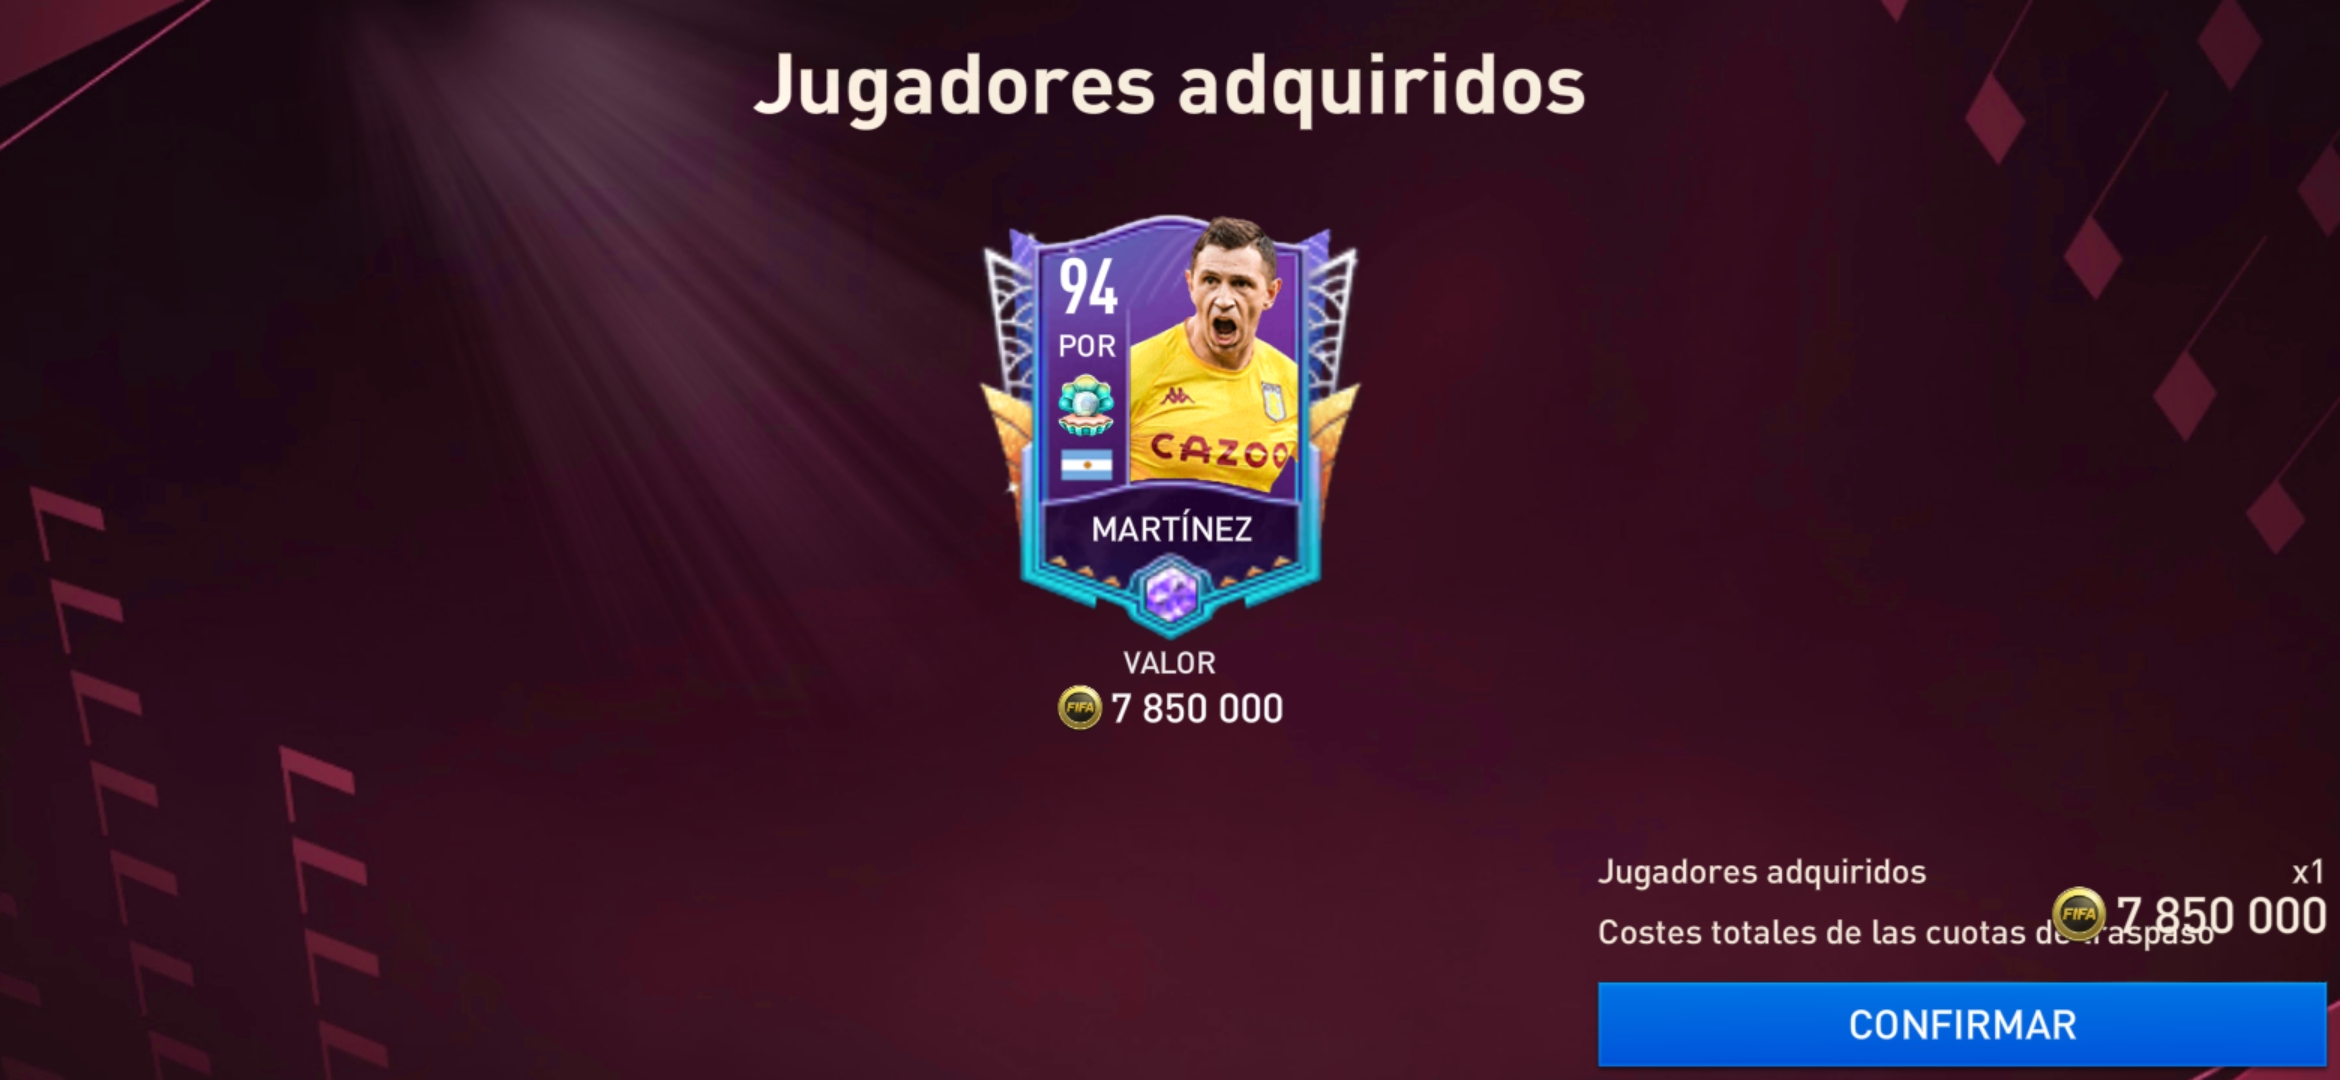 Jugadores adquiridos
94
POR
CAZOO
MARTÍNEZ
VALOR
FIFA 7 850 000
Jugadores adquiridos x1
Costes totales de las cuotas de traspaso FIFA 7 850 000
CONFIRMAR